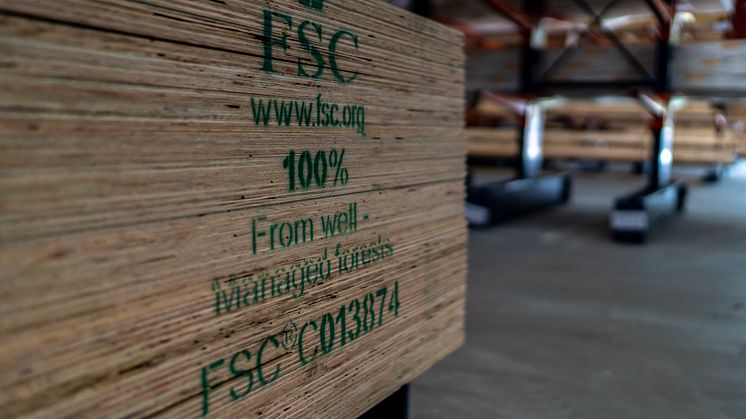 FSC
www.fsc.org
100%
From well -
Managed forests
FSC® C013874